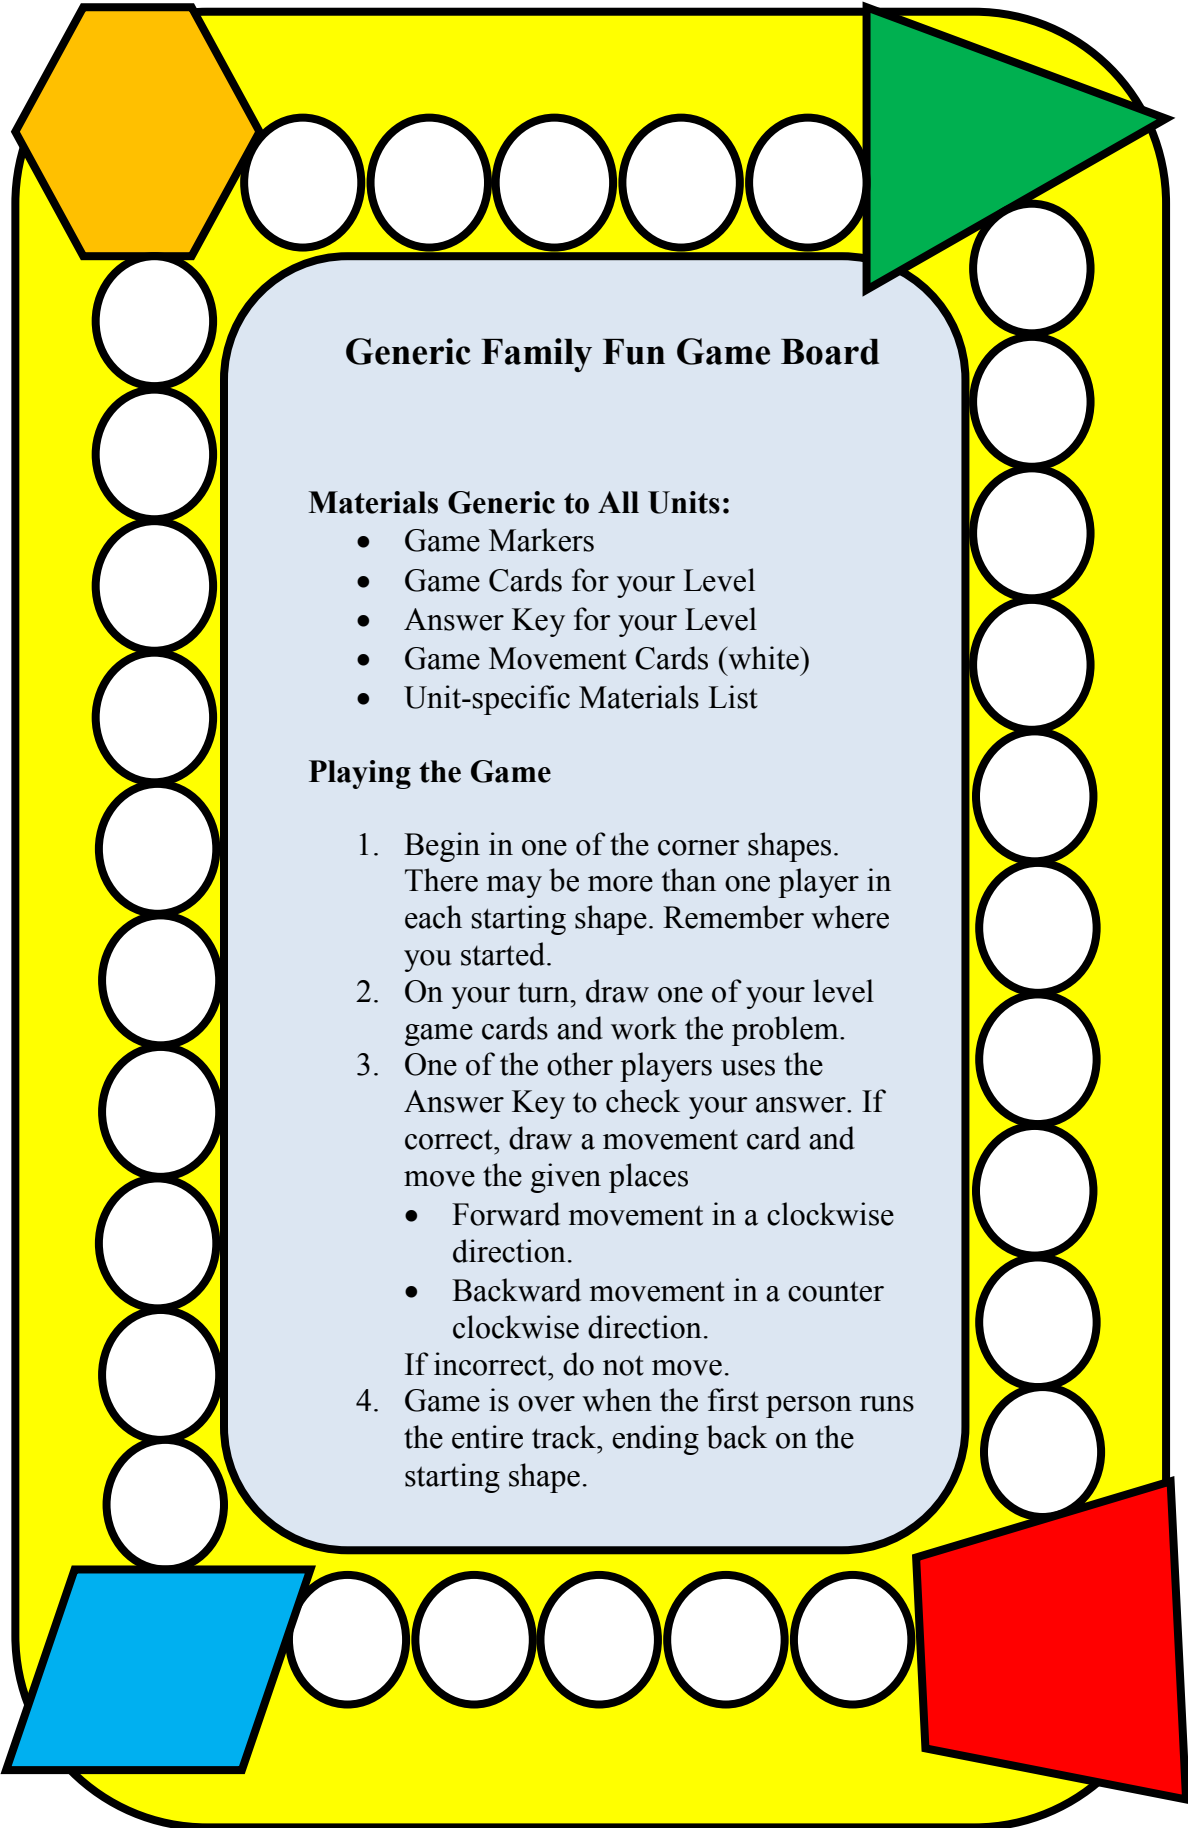 Generic Family Fun Game Board
Materials Generic to All Units:
• Game Markers
• Game Cards for your Level
• Answer Key for your Level
• Game Movement Cards (white)
• Unit-specific Materials List
Playing the Game
1. Begin in one of the corner shapes.
There may be more than one player in
each starting shape. Remember where
you started.
2. On your turn, draw one of your level
game cards and work the problem.
3. One of the other players uses the
Answer Key to check your answer. If
correct, draw a movement card and
move the given places
• Forward movement in a clockwise
direction.
• Backward movement in a counter
clockwise direction.
If incorrect, do not move.
4. Game is over when the first person runs
the entire track, ending back on the
starting shape.